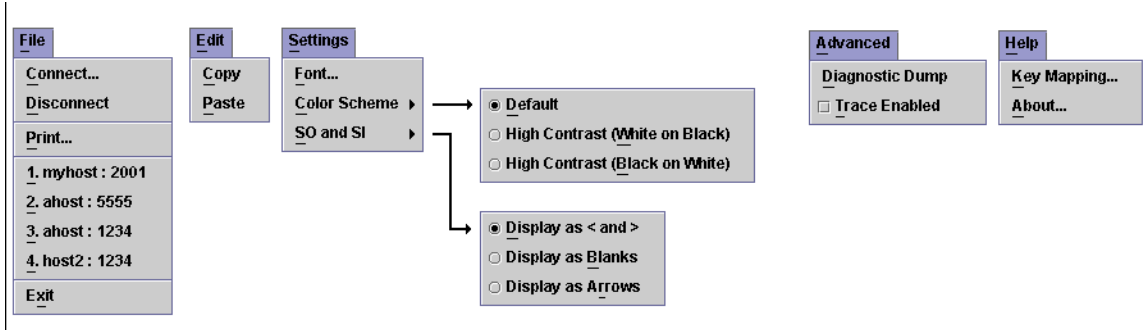 File
Connect...
Disconnect
Print...
1. myhost : 2001
2. ahost : 5555
3. ahost : 1234
4. host2 : 1234
Exit
Edit
Copy
Paste
Settings
Font...
Color Scheme
SO and SI
Default
High Contrast (White on Black)
High Contrast (Black on White)
Display as < and >
Display as Blanks
Display as Arrows
Advanced
Diagnostic Dump
Trace Enabled
Help
Key Mapping...
About...